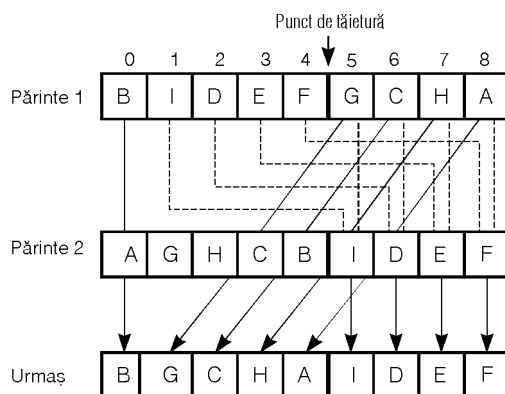 Punct de tăietură
0 1 2 3 4 5 6 7 8
Părinte 1 B I D E F G C H A
Părinte 2 A G H C B I D E F
Urmaș B G C H A I D E F